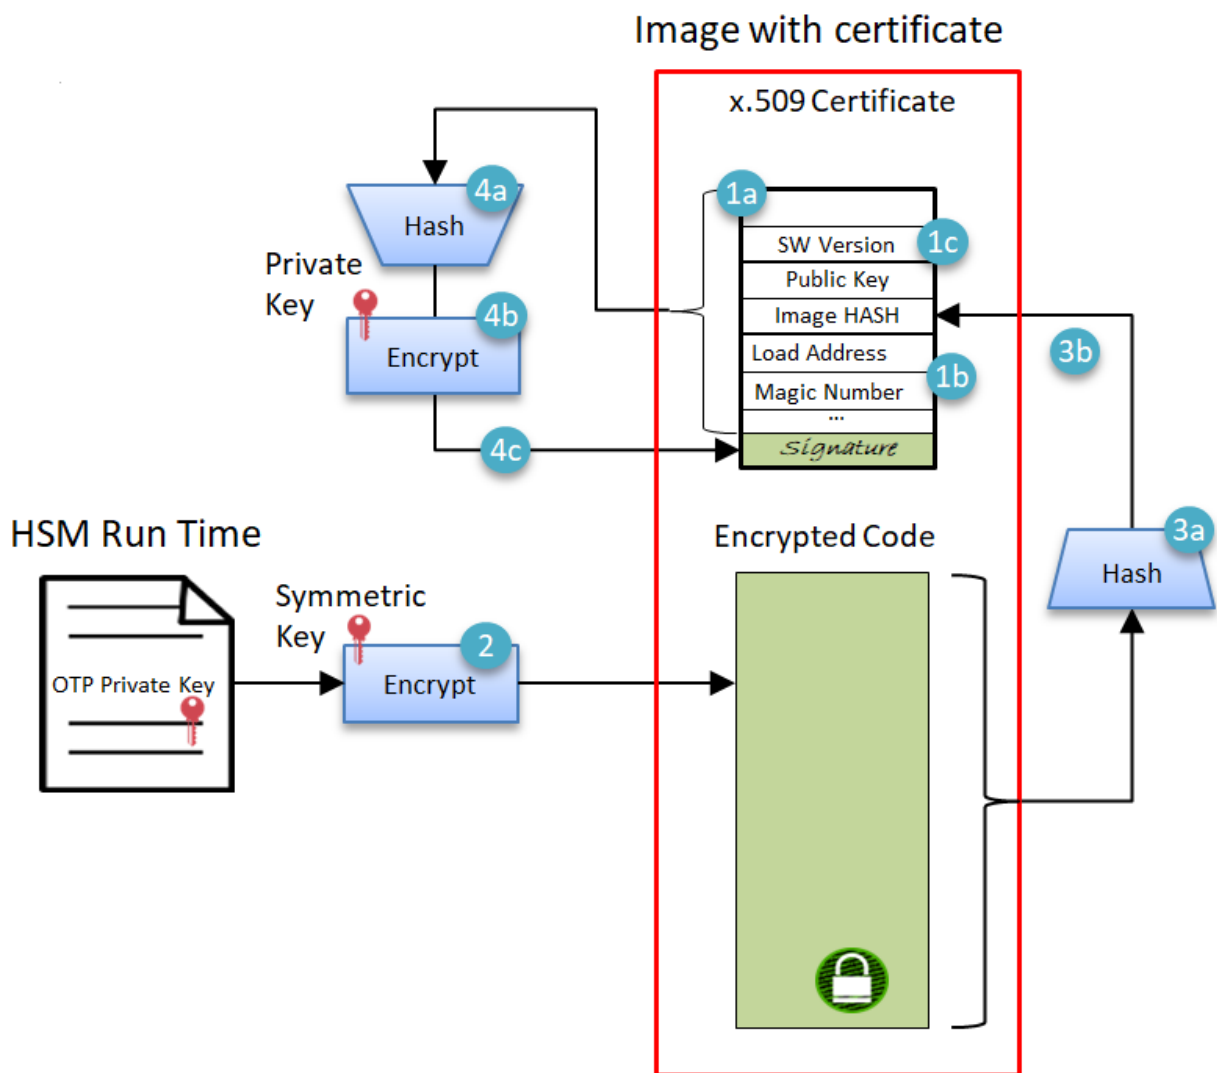 Image with certificate
x.509 Certificate
4a
1a
Hash
SW Version
1c
Private
Key
Public Key
4b
Image HASH
Encrypt
Load Address
3b
1b
Magic Number
...
4c
Signature
HSM Run Time
Encrypted Code
3a
Hash
Symmetric
Key
2
OTP Private Key
Encrypt